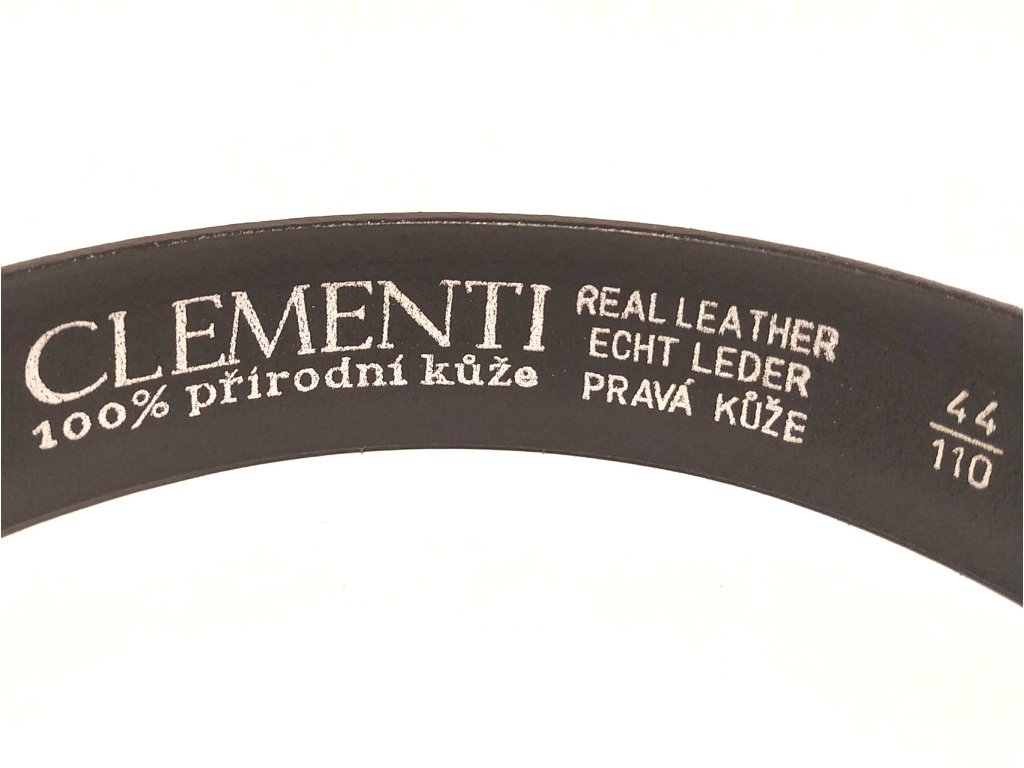 CLEMENTI
100% přírodní kůže
REAL LEATHER
ECHT LEDER
PRAVÁ KŮŽE
44
110